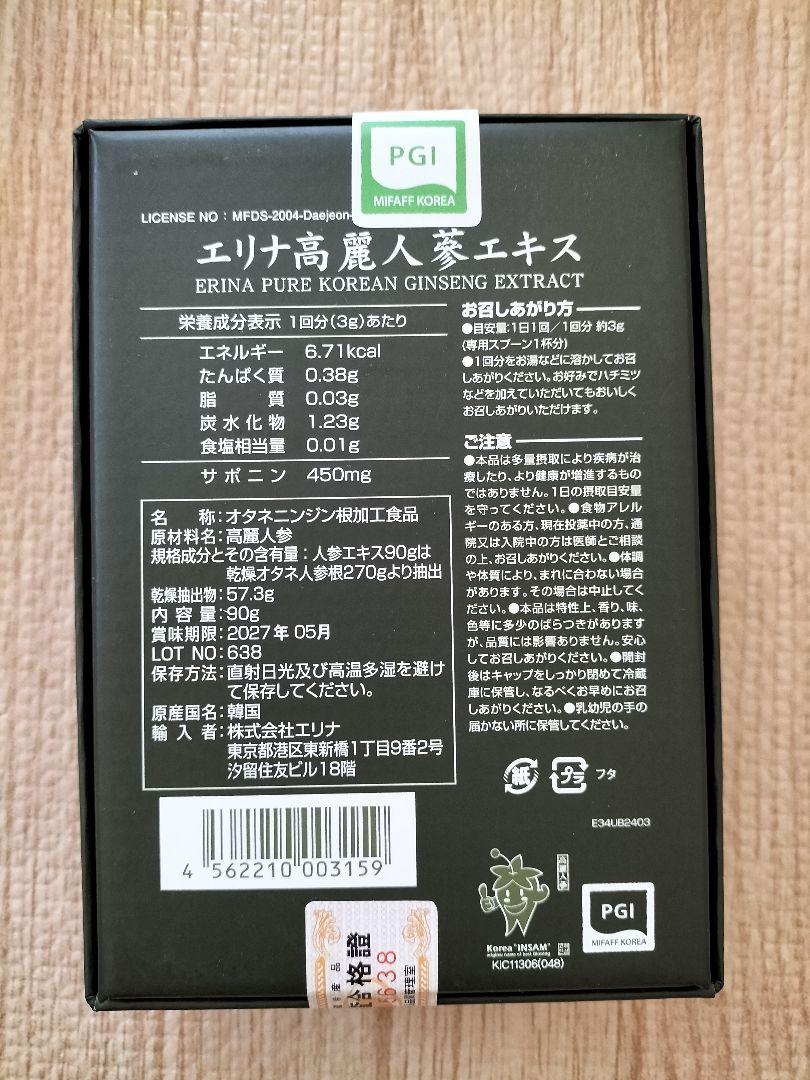 PGI
MIFAFF KOREA
LICENSE NO : MFDS-2004-Daejeon-
エリナ高麗人蔘エキス
ERINA PURE KOREAN GINSENG EXTRACT
栄養成分表示 1回分(3g)あたり
エネルギー 6.71kcal
たんぱく質 0.38g
脂 質 0.03g
炭水化物 1.23g
食塩相当量 0.01g
サポニン 450mg
名 称:オタネニンジン根加工食品
原材料名:高麗人参
規格成分とその含有量:人参エキス90gは
乾燥オタネ人参根270gより抽出
乾燥抽出物:57.3g
内容量:90g
賞味期限:2027年05月
LOT NO:638
保存方法:直射日光及び高温多湿を避け
て保存してください。
原産国名:韓国
輸入者:株式会社エリナ
東京都港区東新橋1丁目9番2号
汐留住友ビル18階
お召しあがり方
●目安量:1日1回/1回分 約3g
(専用スプーン1杯分)
●1回分をお湯などに溶かしてお召
しあがりください。お好みでハチミツ
などを加えていただいてもおいしく
お召しあがりいただけます。
ご注意
●本品は多量摂取により疾病が治
癒したり、より健康が増進するもの
ではありません。1日の摂取目安量
を守ってください。●食物アレル
ギーのある方、現在投薬中の方、通
院又は入院中の方は医師とご相談
の上、お召しあがりください。●体調
や体質により、まれに合わない場合
があります。その場合は中止してく
ださい。●本品は特性上、香り、味、
色等に多少のばらつきがあります
が、品質には影響ありません。安心
してお召しあがりください。●開封
後はキャップをしっかり閉めて冷蔵
庫に保管し、なるべくお早めにお召
しあがりください。●乳幼児の手の
届かない所に保管してください。
紙
プラ
フタ
E34UB2403
4 562210 003159
高麗人参
Korea "INSAM"
original name of best Ginseng
KIC11306(048)
PGI
MIFAFF KOREA
合格證
638